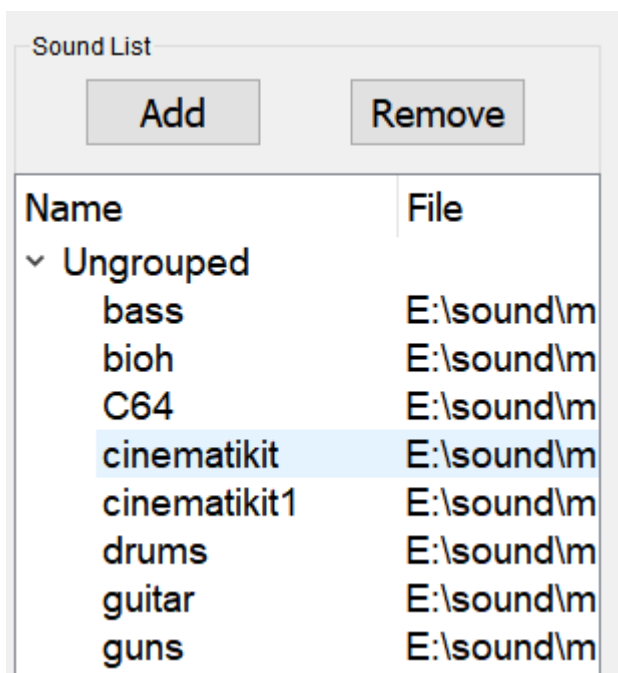 Sound List
Add Remove
Name File
Ungrouped
bass E:\sound\m
bioh E:\sound\m
C64 E:\sound\m
cinematikit E:\sound\m
cinematikit1 E:\sound\m
drums E:\sound\m
guitar E:\sound\m
guns E:\sound\m